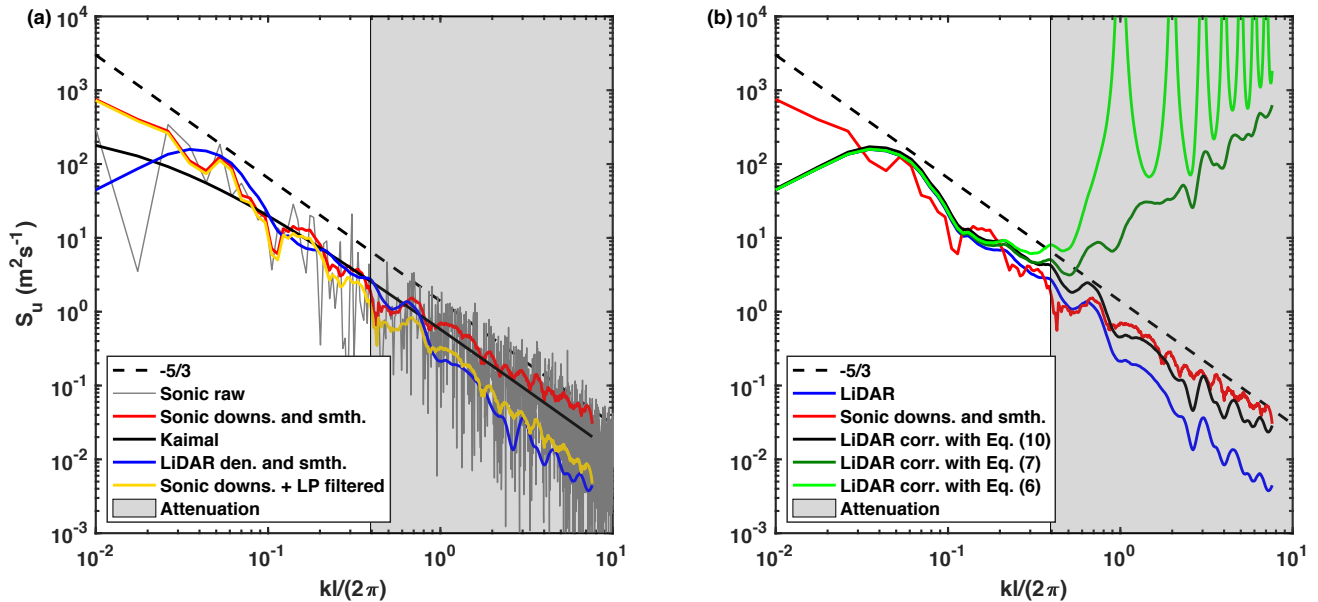 (a)
10^4
10^3
10^2
10^1
10^0
10^-1
10^-2
10^-3
S_u (m^2s^-1)
-5/3
Sonic raw
Sonic downs. and smth.
Kaimal
LiDAR den. and smth.
Sonic downs. + LP filtered
Attenuation
10^-2 10^-1 10^0 10^1
kl/(2π)
(b)
10^4
10^3
10^2
10^1
10^0
10^-1
10^-2
10^-3
-5/3
LiDAR
Sonic downs. and smth.
LiDAR corr. with Eq. (10)
LiDAR corr. with Eq. (7)
LiDAR corr. with Eq. (6)
Attenuation
10^-2 10^-1 10^0 10^1
kl/(2π)